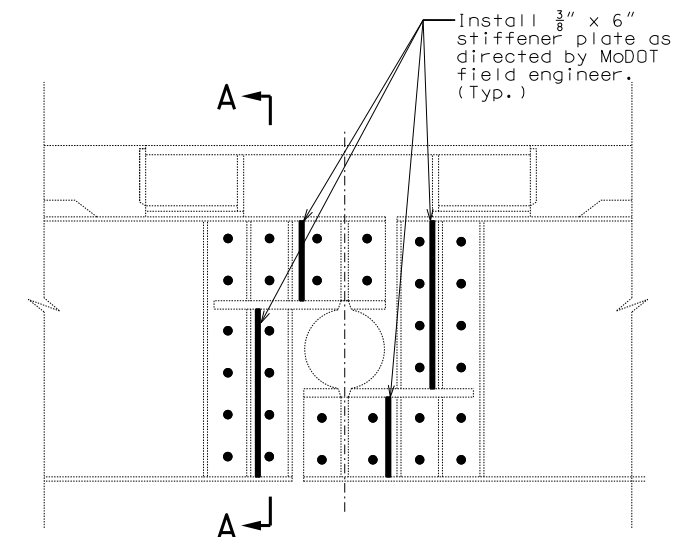 Install 3/8" x 6"
stiffener plate as
directed by MoDOT
field engineer.
(Typ.)
A
A